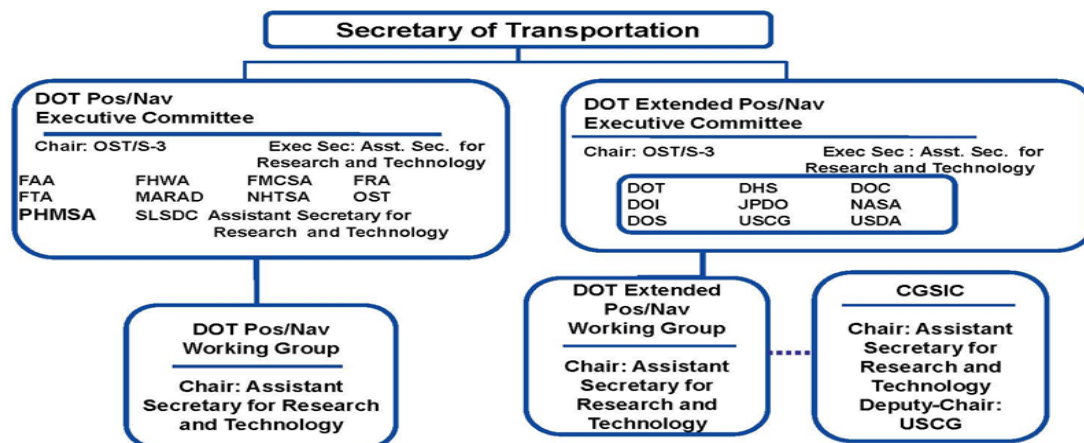 Secretary of Transportation
DOT Pos/Nav
Executive Committee
Chair: OST/S-3 Exec Sec: Asst. Sec. for
Research and Technology
FAA FHWA FMCSA FRA
FTA MARAD NHTSA OST
PHMSA SLSDC Assistant Secretary for
Research and Technology
DOT Extended Pos/Nav
Executive Committee
Chair: OST/S-3 Exec Sec : Asst. Sec. for
Research and Technology
DOT DHS DOC
DOI JPDO NASA
DOS USCG USDA
DOT Pos/Nav
Working Group
Chair: Assistant
Secretary for Research
and Technology
DOT Extended
Pos/Nav
Working Group
Chair: Assistant
Secretary for
Research and
Technology
CGSIC
Chair: Assistant
Secretary for
Research and
Technology
Deputy-Chair:
USCG